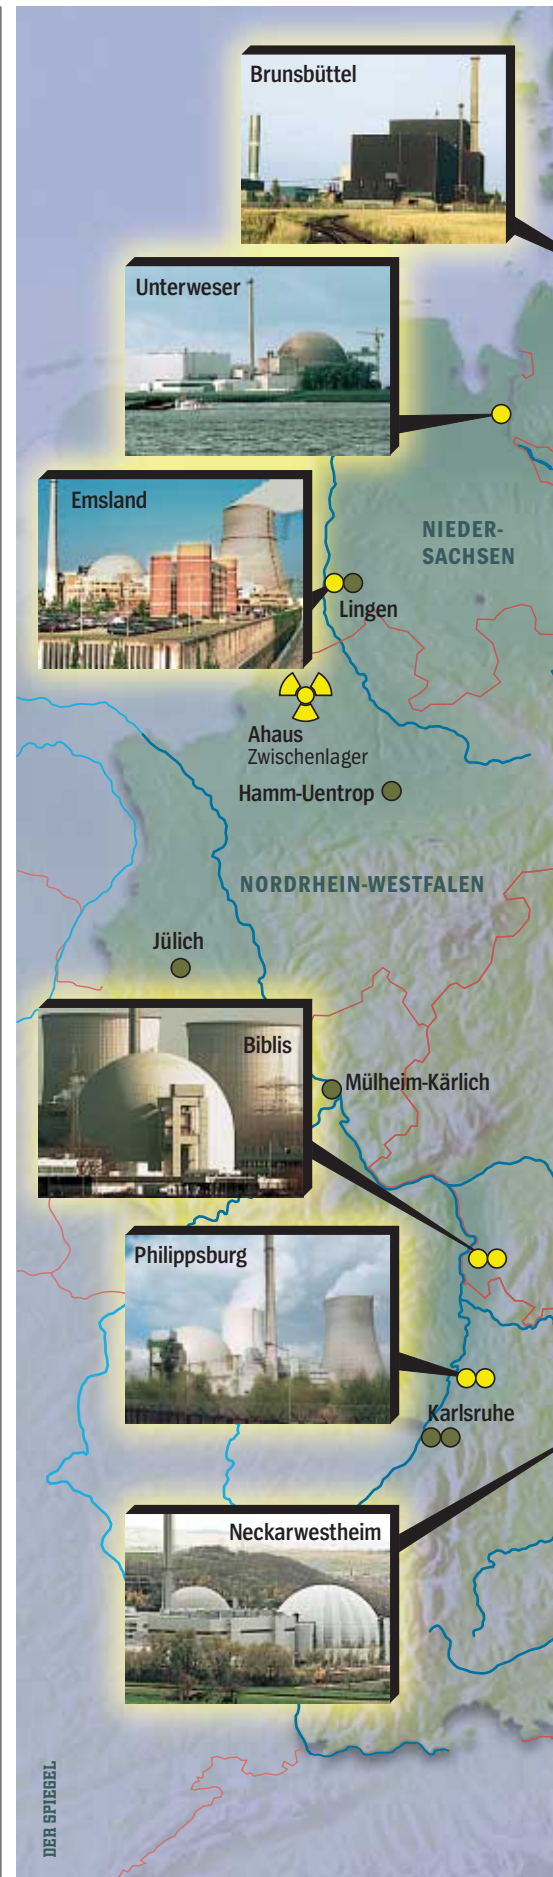 Brunsbüttel
Unterweser
Emsland
NIEDER-
SACHSEN
Lingen
Ahaus
Zwischenlager
Hamm-Uentrop
NORDRHEIN-WESTFALEN
Jülich
Biblis
Mülheim-Kärlich
Philippsburg
Karlsruhe
Neckarwestheim
DER SPIEGEL